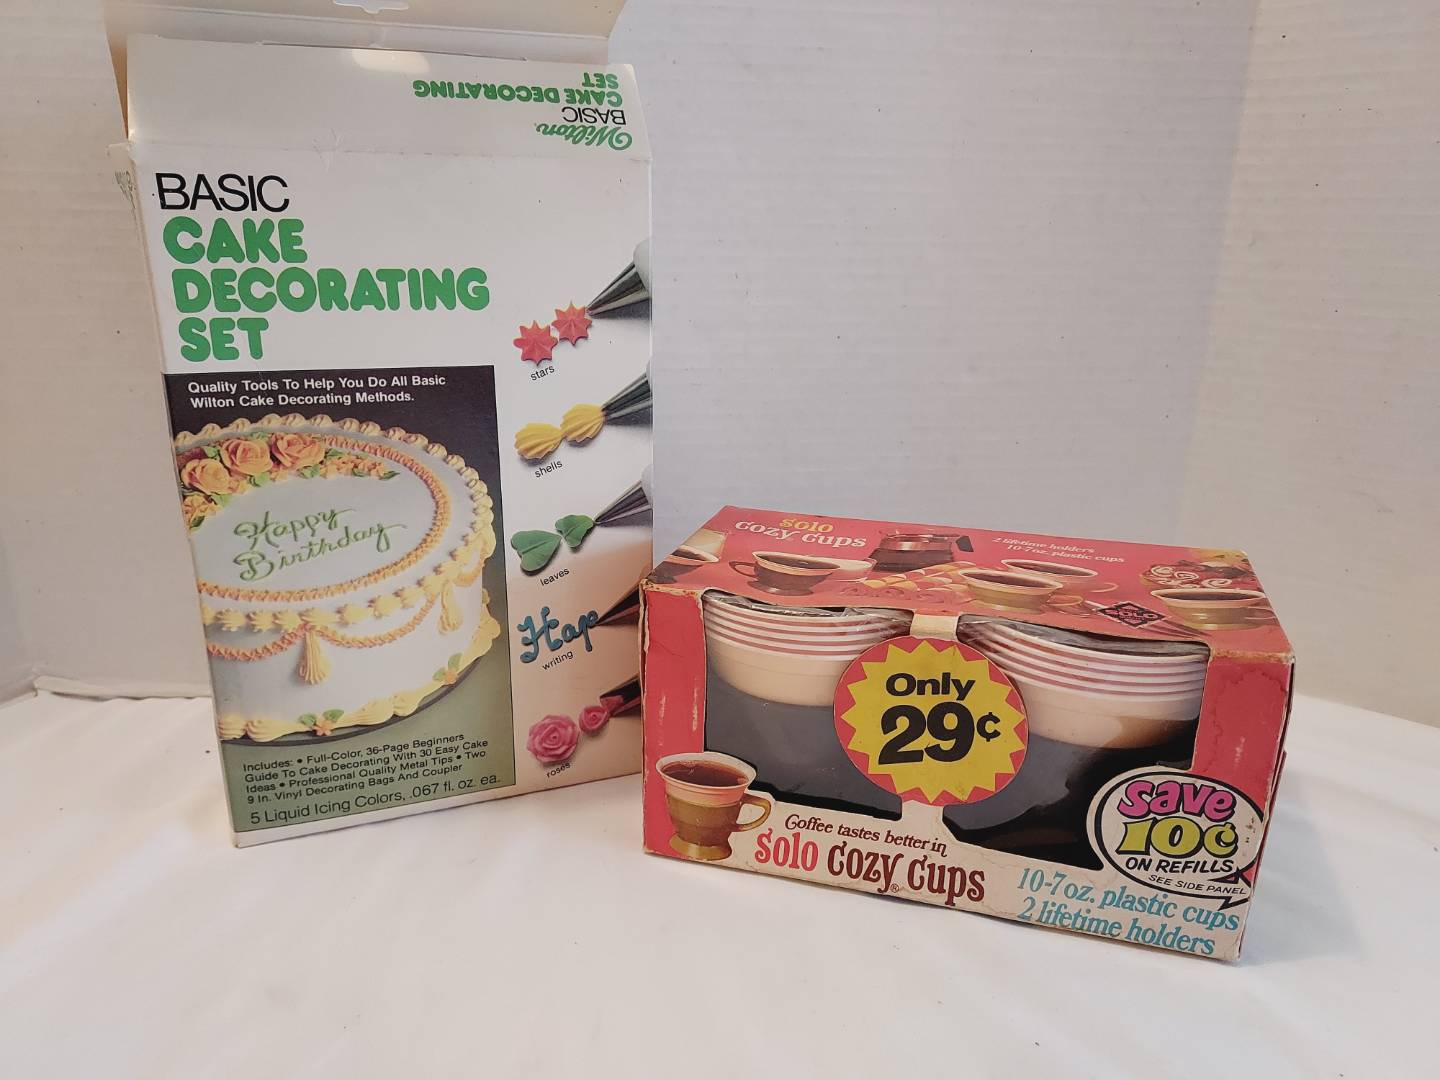 Wilton
BASIC
CAKE DECORATING
SET
BASIC
CAKE
DECORATING
SET
Quality Tools To Help You Do All Basic
Wilton Cake Decorating Methods.
Happy
Birthday
Includes: • Full-Color, 36-Page Beginners
Guide To Cake Decorating With 30 Easy Cake
Ideas • Professional Quality Metal Tips • Two
9 In. Vinyl Decorating Bags And Coupler
5 Liquid Icing Colors, .067 fl. oz. ea.
stars
shells
leaves
Hap
writing
roses
solo
cozy cups
2 lifetime holders
10-7 oz. plastic cups
SOLO
Only
29¢
Coffee tastes better in
solo cozy cups®
save
10¢
ON REFILLS
SEE SIDE PANEL
10-7 oz. plastic cups
2 lifetime holders